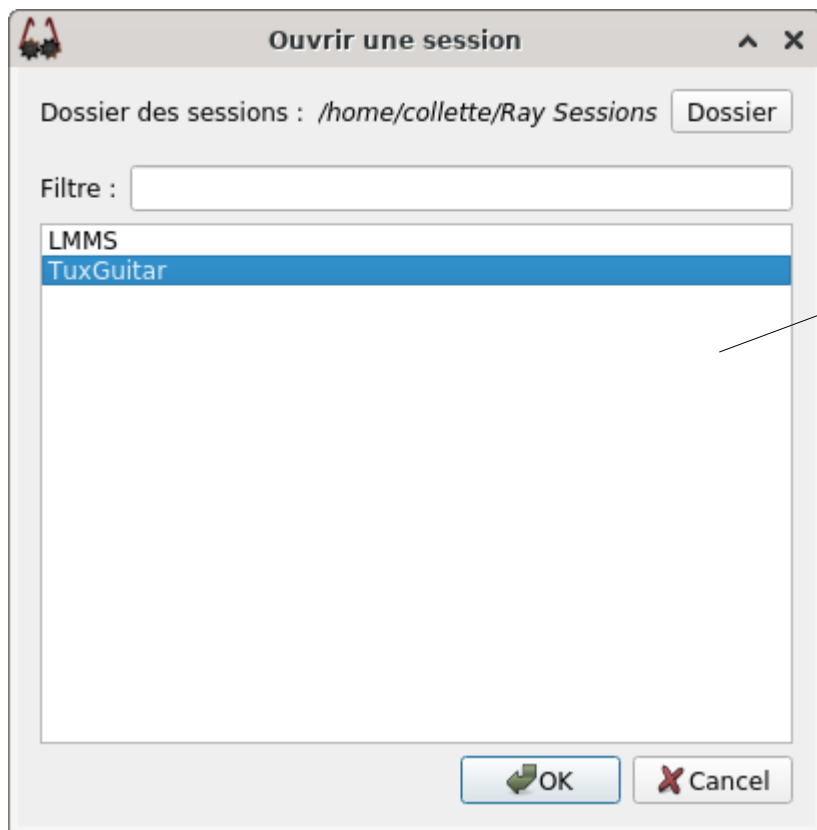 Ouvrir une session
Dossier des sessions : /home/collette/Ray Sessions Dossier
Filtre :
LMMS
TuxGuitar
OK Cancel